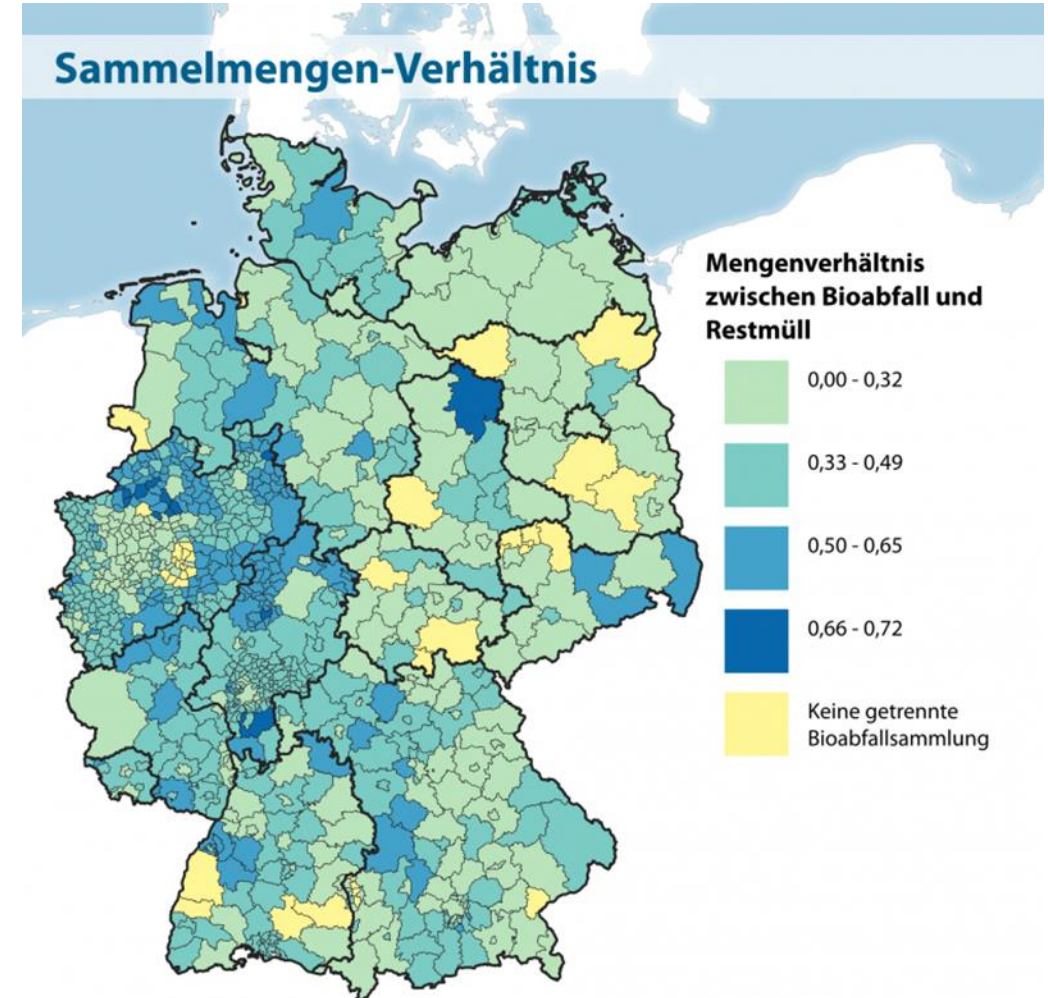 Sammelmengen-Verhältnis
Mengenverhältnis
zwischen Bioabfall und
Restmüll
0,00 - 0,32
0,33 - 0,49
0,50 - 0,65
0,66 - 0,72
Keine getrennte
Bioabfallsammlung